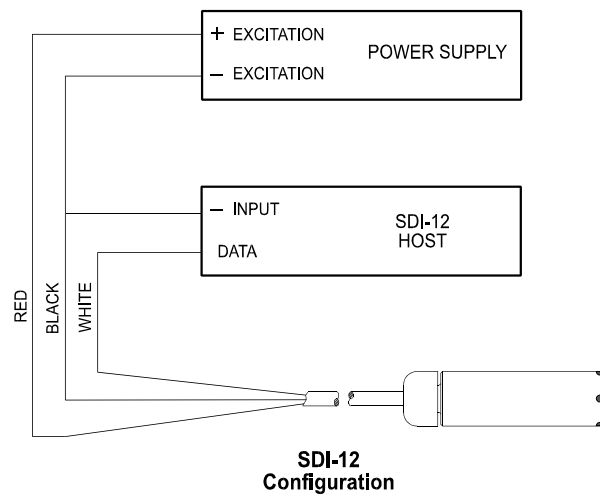 + EXCITATION
POWER SUPPLY
− EXCITATION
− INPUT
SDI-12
HOST
DATA
RED
BLACK
WHITE
SDI-12
Configuration